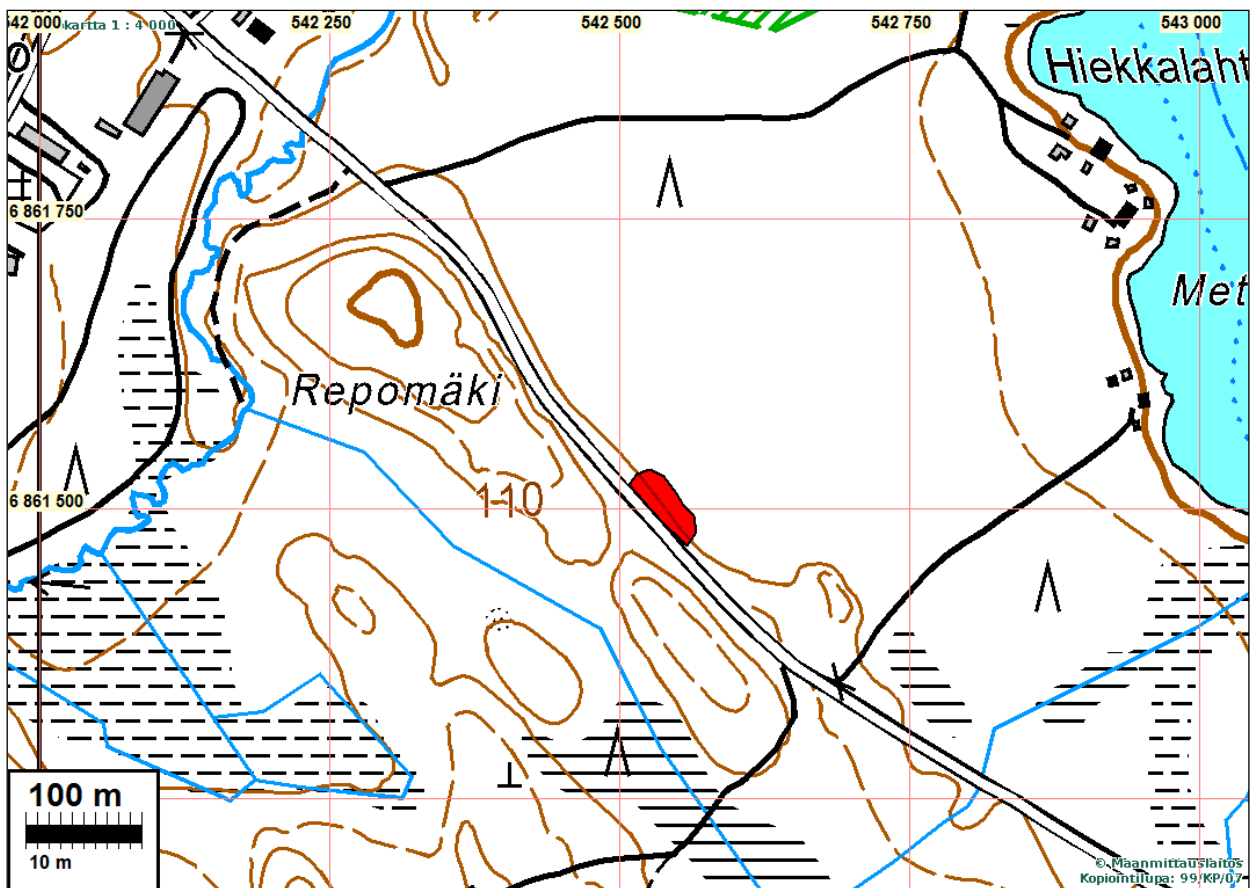 542 000
kartta 1 : 4 000
542 250
542 500
542 750
543 000
Hiekkalaht
6 861 750
Met
Repomäki
6 861 500
110
100 m
10 m
© Maanmittauslaitos
Kopiointilupa: 99/KP/07